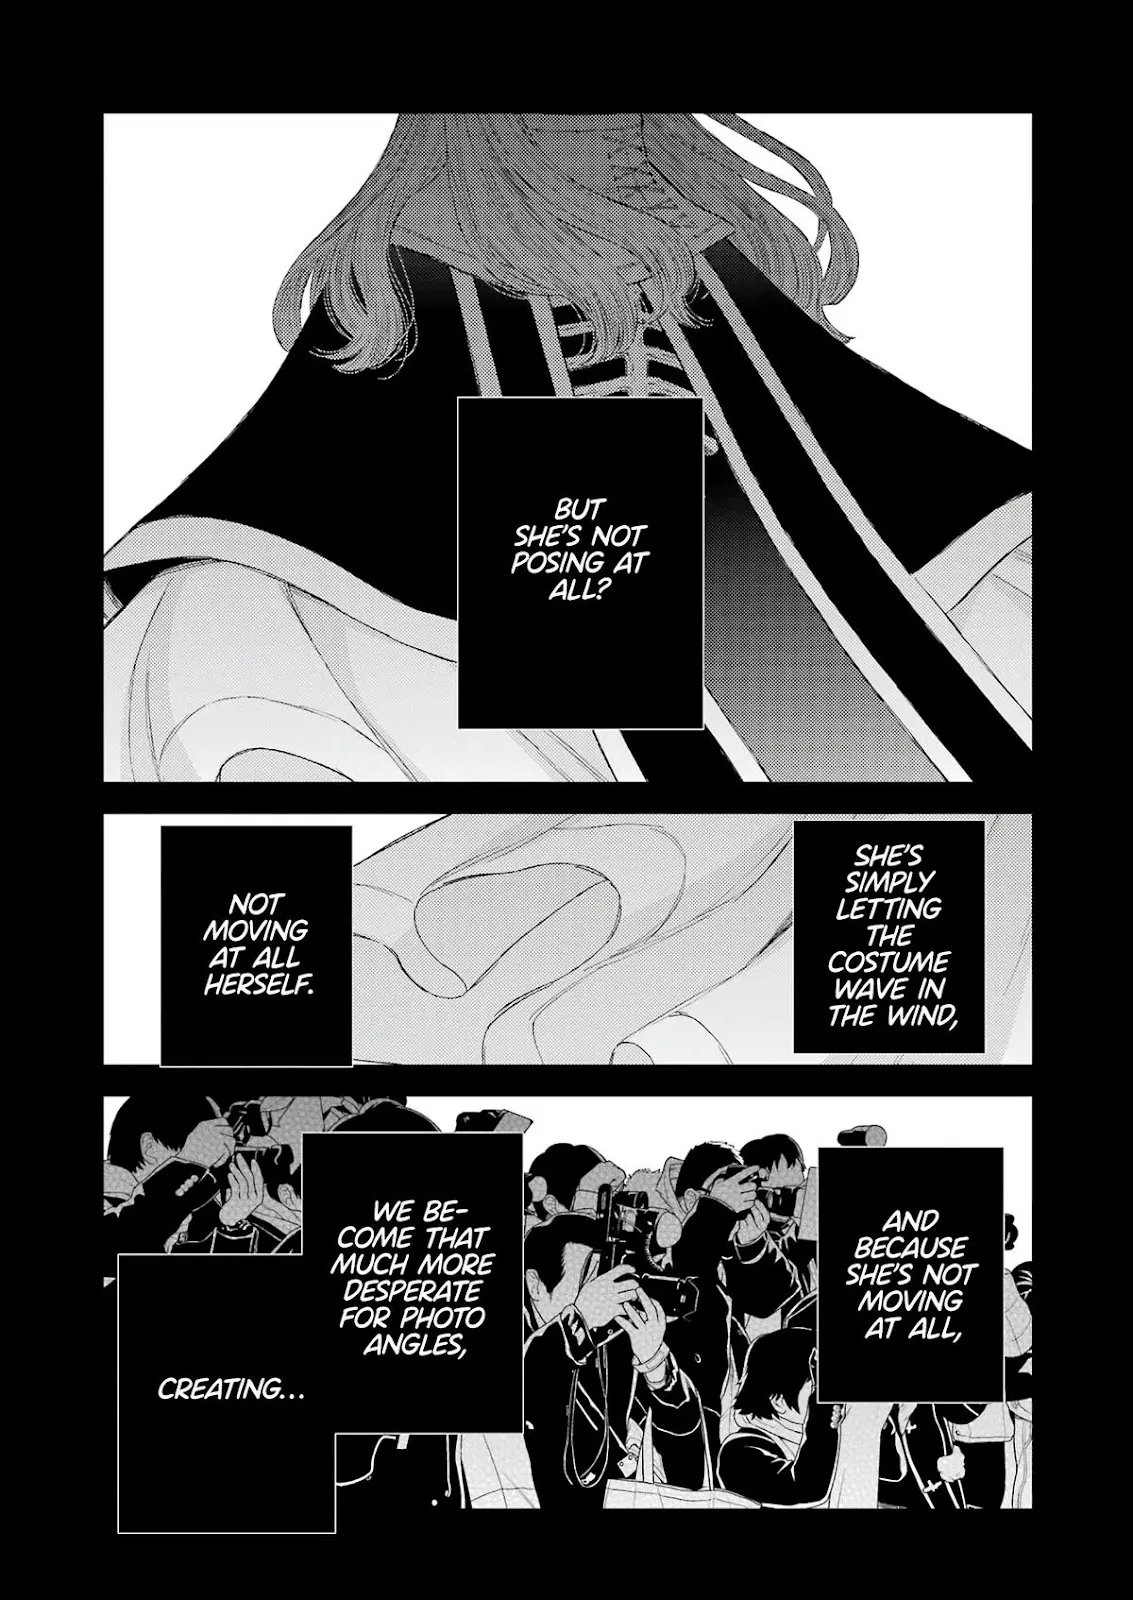 BUT
SHE'S NOT
POSING AT
ALL?
SHE'S
SIMPLY
LETTING
THE
COSTUME
WAVE IN
THE WIND,
NOT
MOVING
AT ALL
HERSELF.
AND
BECAUSE
SHE'S NOT
MOVING
AT ALL,
WE BE-
COME THAT
MUCH MORE
DESPERATE
FOR PHOTO
ANGLES,
CREATING...